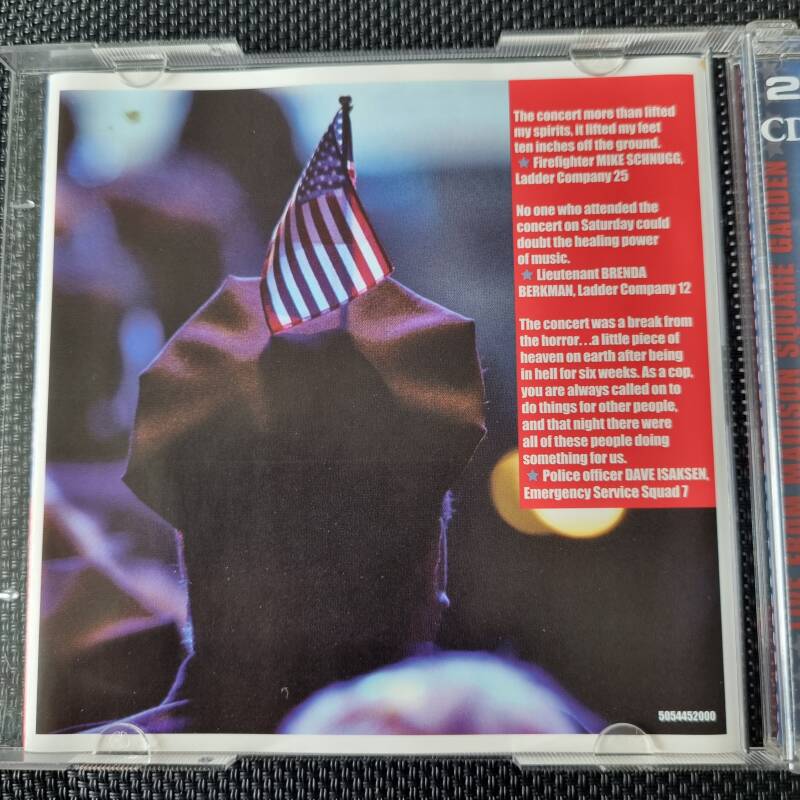 The concert more than lifted
my spirits, it lifted my feet
ten inches off the ground.
★ Firefighter MIKE SCHNUGG,
Ladder Company 25
No one who attended the
concert on Saturday could
doubt the healing power
of music.
★ Lieutenant BRENDA
BERKMAN, Ladder Company 12
The concert was a break from
the horror...a little piece of
heaven on earth after being
in hell for six weeks. As a cop,
you are always called on to
do things for other people,
and that night there were
all of these people doing
something for us.
★ Police officer DAVE ISAKSEN,
Emergency Service Squad 7
5054452000
2
CD
FROM MADISON SQUARE GARDEN